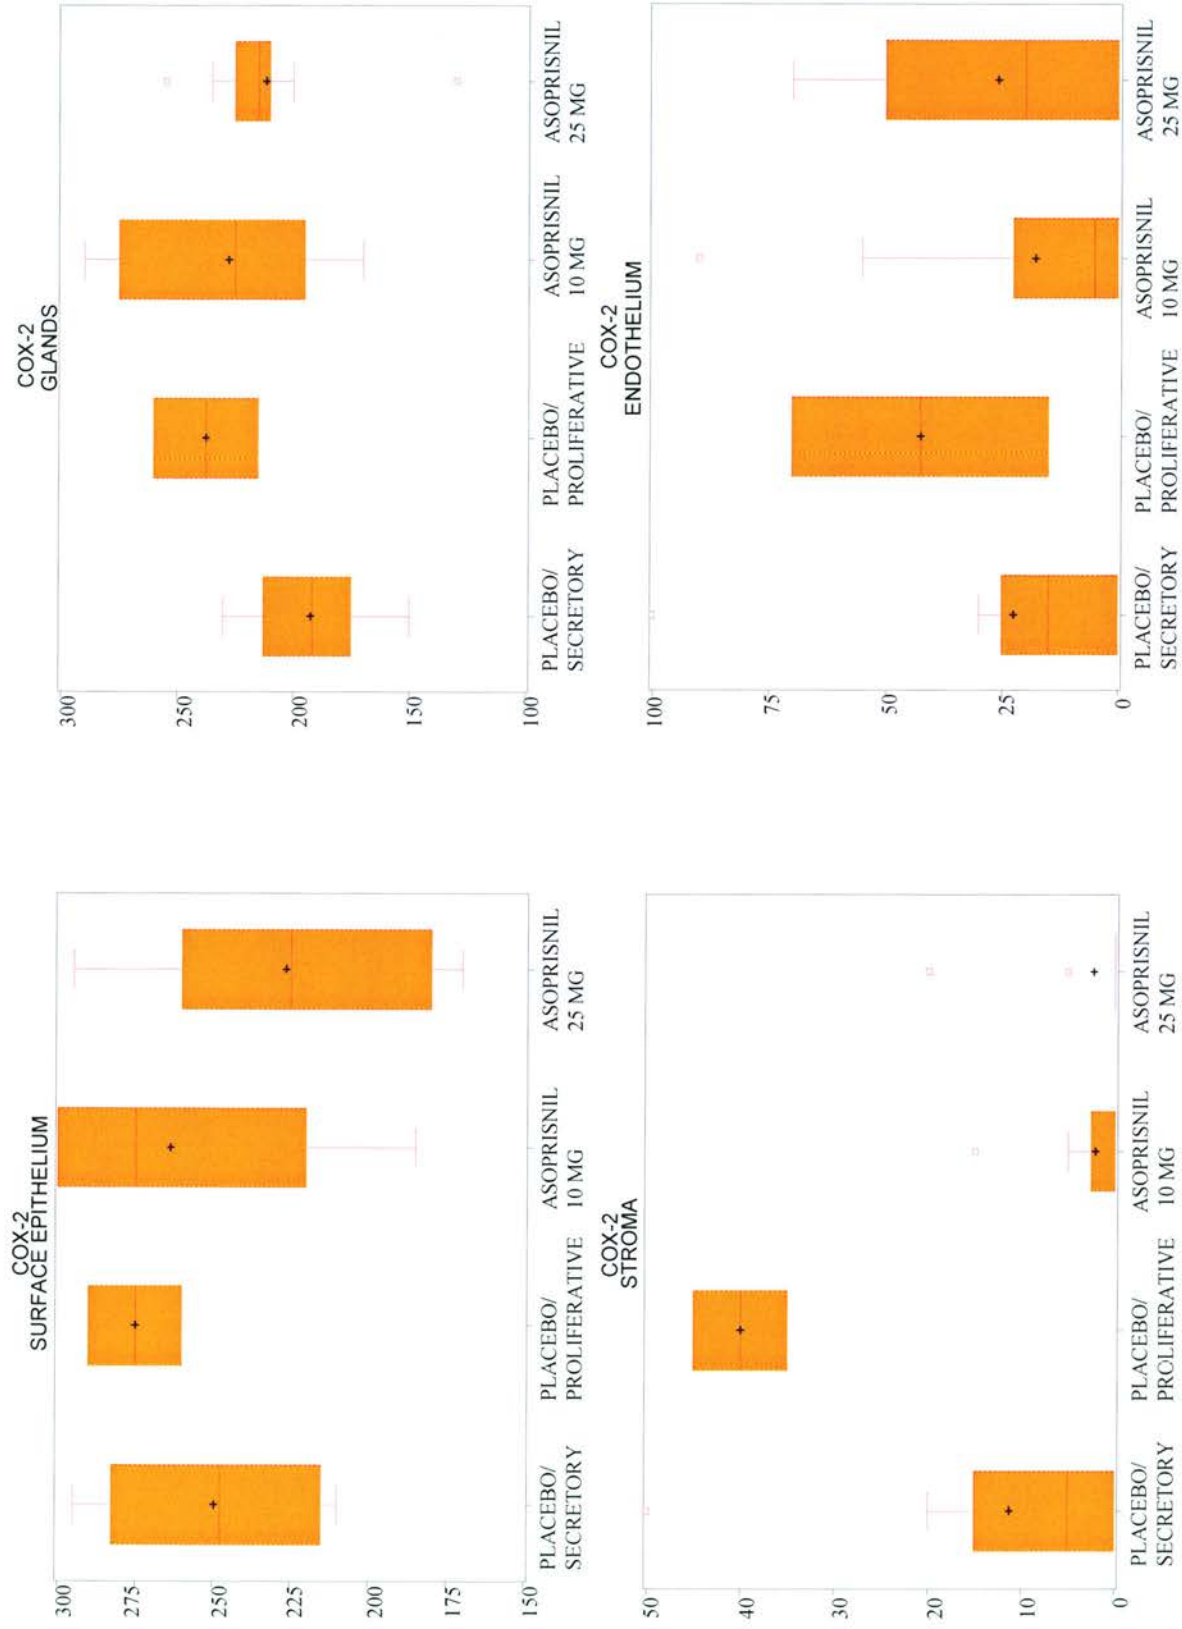 COX-2
SURFACE EPITHELIUM
300
275
250
225
200
175
150
PLACEBO/
SECRETORY
PLACEBO/
PROLIFERATIVE
ASOPRISNIL
10 MG
ASOPRISNIL
25 MG
COX-2
GLANDS
300
250
200
150
100
PLACEBO/
SECRETORY
PLACEBO/
PROLIFERATIVE
ASOPRISNIL
10 MG
ASOPRISNIL
25 MG
COX-2
STROMA
50
40
20
10
0
PLACEBO/
SECRETORY
PLACEBO/
PROLIFERATIVE
ASOPRISNIL
10 MG
ASOPRISNIL
25 MG
COX-2
ENDOTHELIUM
100
75
50
25
0
PLACEBO/
SECRETORY
PLACEBO/
PROLIFERATIVE
ASOPRISNIL
10 MG
ASOPRISNIL
25 MG